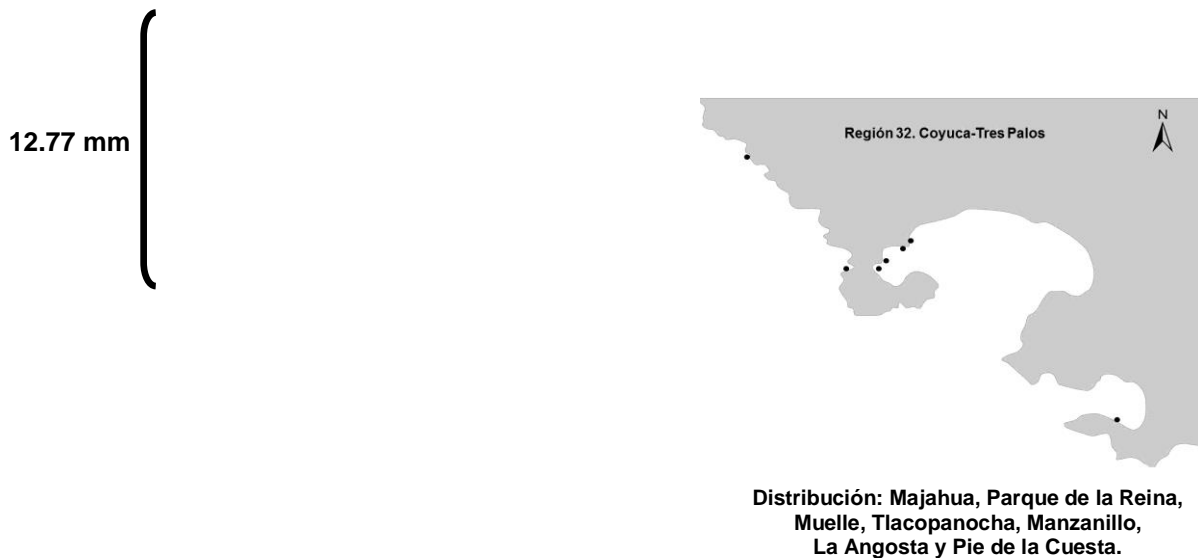 12.77 mm
Región 32. Coyuca-Tres Palos
N
Distribución: Majahua, Parque de la Reina,
Muelle, Tlacopanocha, Manzanillo,
La Angosta y Pie de la Cuesta.